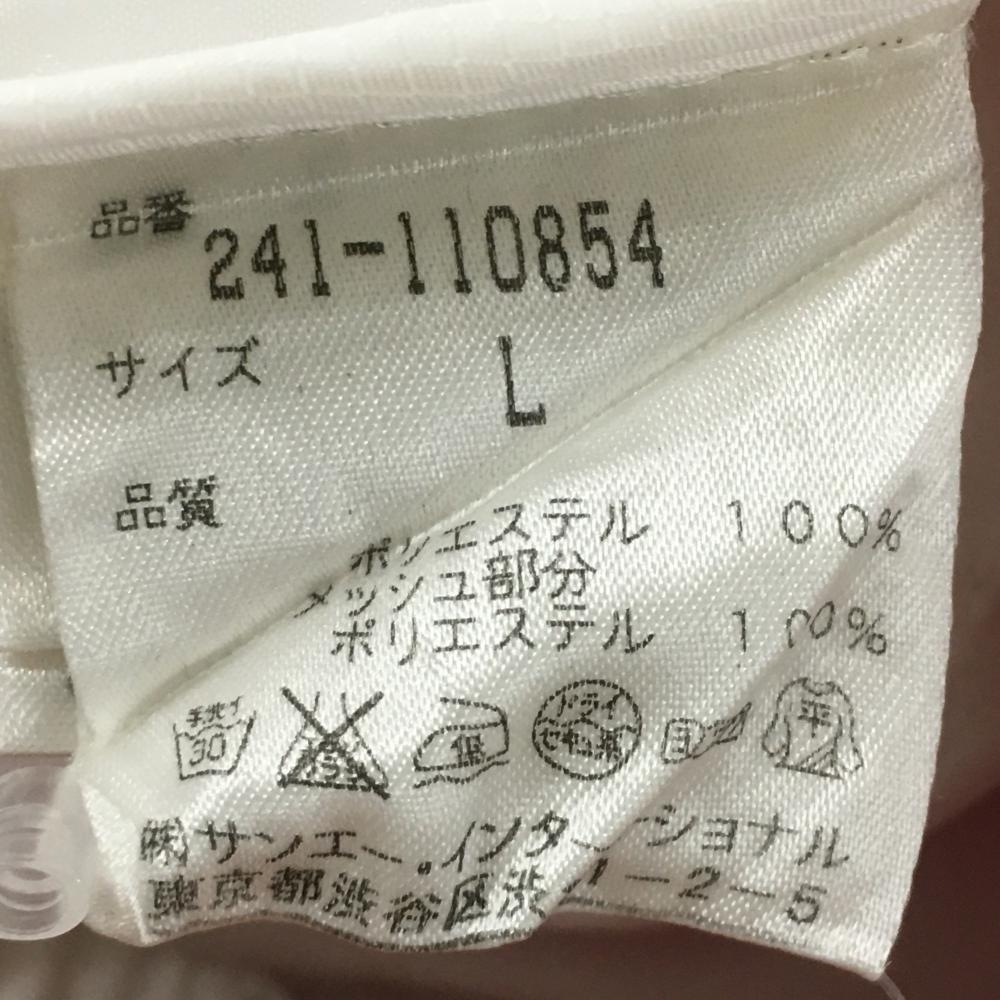 品番 241-110854
サイズ L
品質
ポリエステル 100%
メッシュ部分
ポリエステル 100%
手洗イ 30 低 ドライ セキユ系 平
㈱サンエー・インターショナル
東京都渋谷区渋 1-2-5